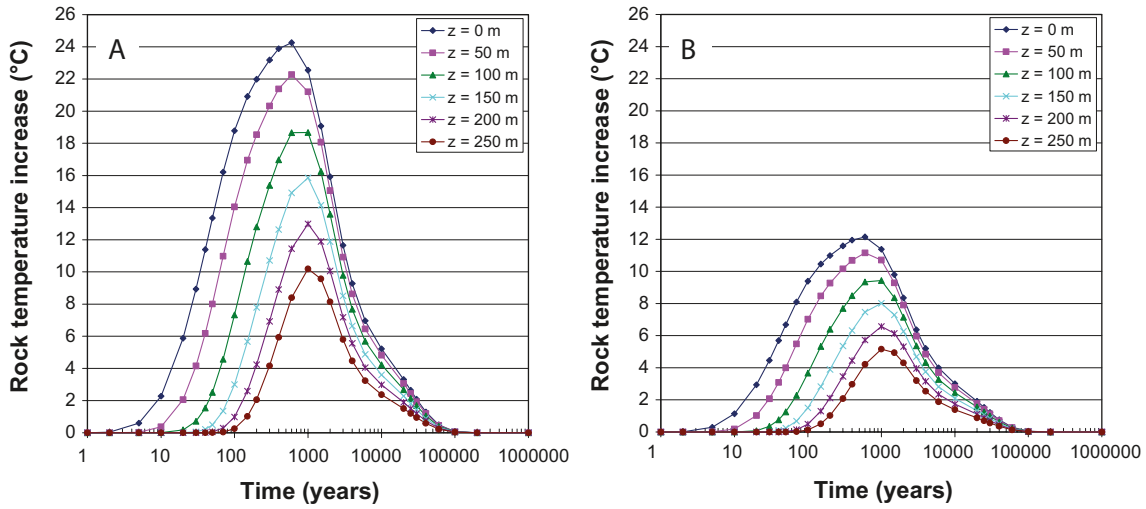 A
Rock temperature increase (°C)
26
24
22
20
18
16
14
12
10
8
6
4
2
0
z = 0 m
z = 50 m
z = 100 m
z = 150 m
z = 200 m
z = 250 m
1 10 100 1000 10000 100000 1000000
Time (years)
B
Rock temperature increase (°C)
26
24
22
20
18
16
14
12
10
8
6
4
2
0
z = 0 m
z = 50 m
z = 100 m
z = 150 m
z = 200 m
z = 250 m
1 10 100 1000 10000 100000 1000000
Time (years)